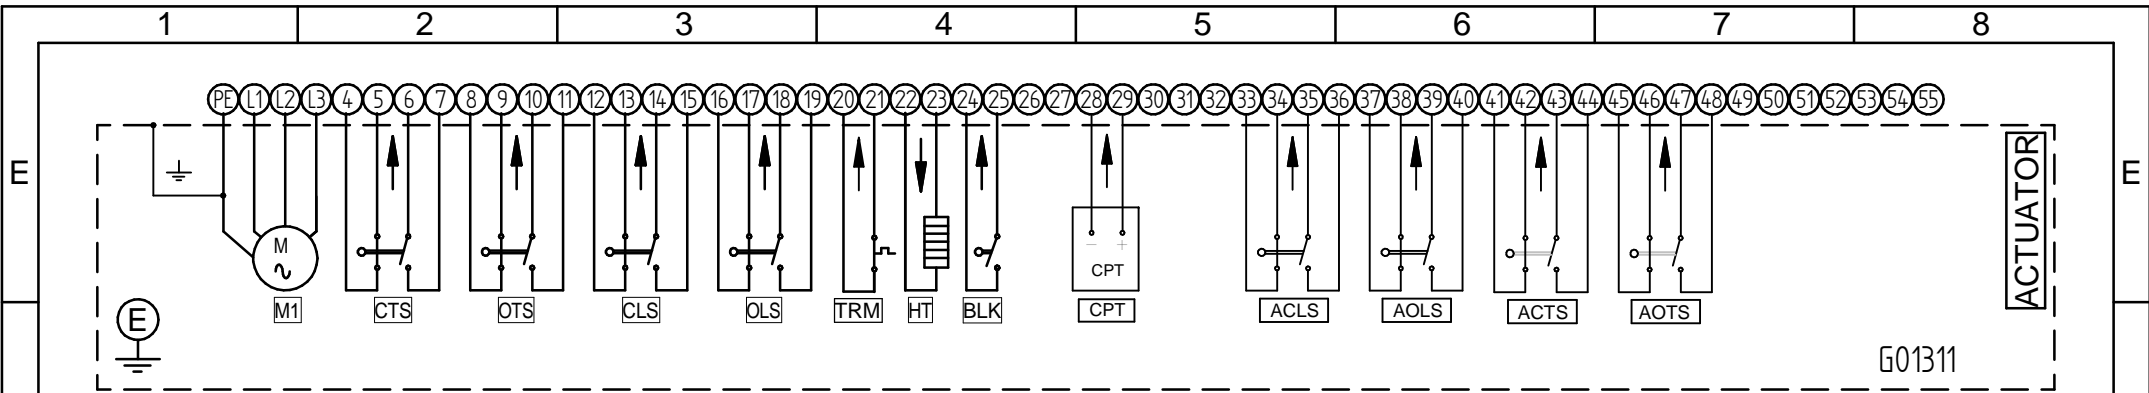 1 2 3 4 5 6 7 8
PE L1 L2 L3 4 5 6 7 8 9 10 11 12 13 14 15 16 17 18 19 20 21 22 23 24 25 26 27 28 29 30 31 32 33 34 35 36 37 38 39 40 41 42 43 44 45 46 47 48 49 50 51 52 53 54 55
E E
ACTUATOR
M
- +
CPT
M1 CTS OTS CLS OLS TRM HT BLK CPT ACLS AOLS ACTS AOTS
E
G01311